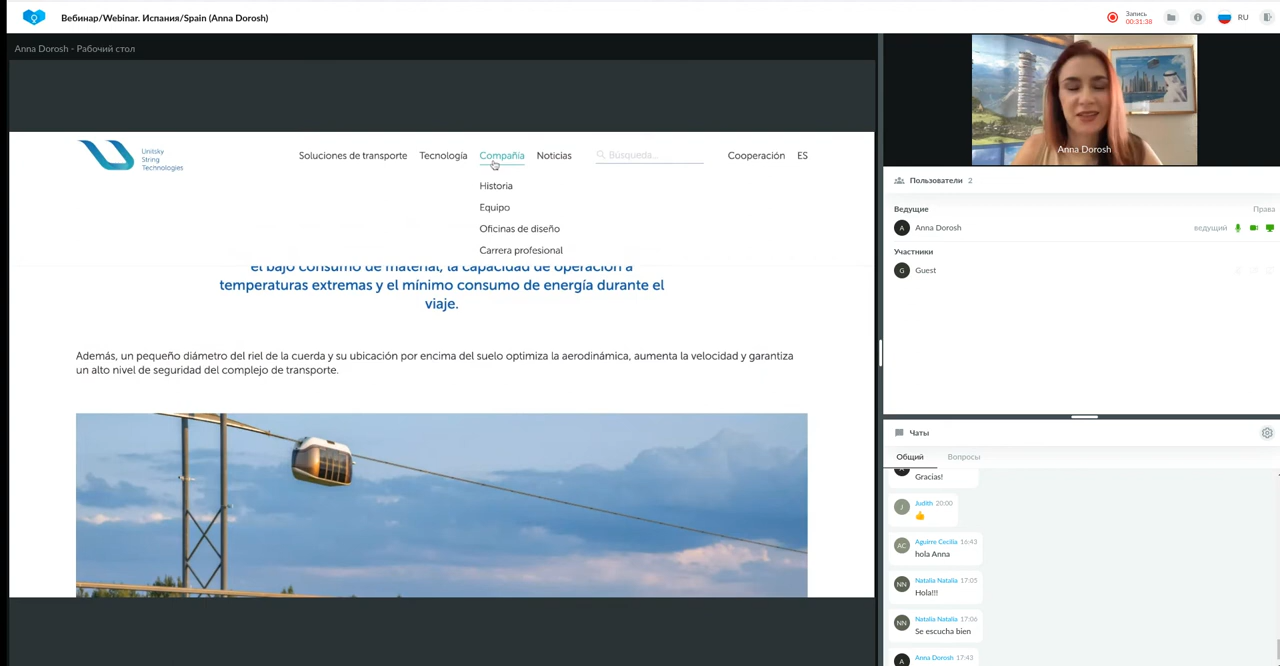 Вебинар/Webinar. Испания/Spain (Anna Dorosh)
Запись
00:31:38
RU
Anna Dorosh - Рабочий стол
Unitsky
String
Technologies
Soluciones de transporte
Tecnología
Compañía
Noticias
Búsqueda...
Cooperación
ES
Historia
Equipo
Oficinas de diseño
Carrera profesional
el bajo consumo de material, la capacidad de operación a
temperaturas extremas y el mínimo consumo de energía durante el
viaje.
Además, un pequeño diámetro del riel de la cuerda y su ubicación por encima del suelo optimiza la aerodinámica, aumenta la velocidad y garantiza
un alto nivel de seguridad del complejo de transporte.
Anna Dorosh
Пользователи 2
Ведущие
Права
A
Anna Dorosh
ведущий
Участники
G
Guest
Чаты
Общий
Вопросы
Gracias!
J
Judith 20:00
AC
Aguirre Cecilia 16:43
hola Anna
NN
Natalia Natalia 17:05
Hola!!!
NN
Natalia Natalia 17:06
Se escucha bien
A
Anna Dorosh 17:43